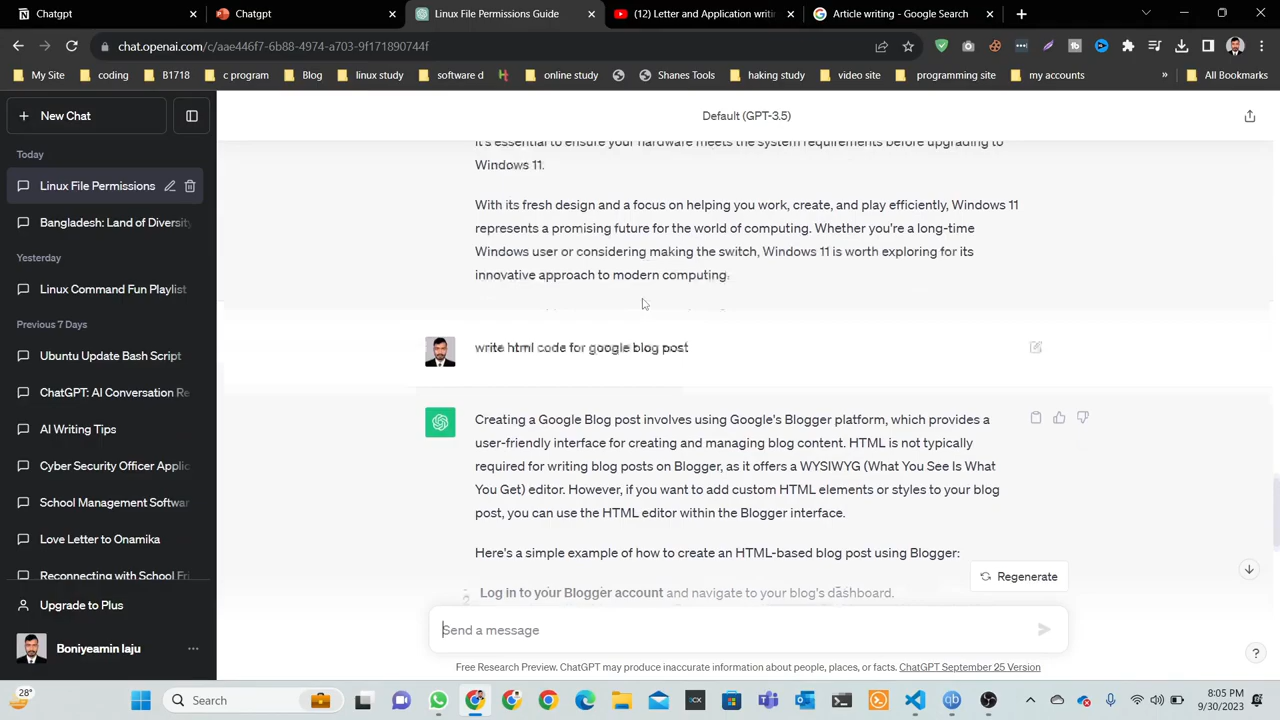 Chatgpt
Chatgpt
Linux File Permissions Guide
(12) Letter and Application writi
Article writing - Google Search
chat.openai.com/c/aae446f7-6b88-4974-a703-9f171890744f
My Site
coding
B1718
c program
Blog
linux study
software d
online study
Shanes Tools
haking study
video site
programming site
my accounts
»
All Bookmarks
New Chat
Default (GPT-3.5)
Today
Linux File Permissions
Bangladesh: Land of Diversity
Yesterday
Linux Command Fun Playlist
Previous 7 Days
Ubuntu Update Bash Script
ChatGPT: AI Conversation Re
AI Writing Tips
Cyber Security Officer Applic
School Management Softwar
Love Letter to Onamika
Reconnecting with School Fri
Upgrade to Plus
Boniyeamin laju
It's essential to ensure your hardware meets the system requirements before upgrading to
Windows 11.
With its fresh design and a focus on helping you work, create, and play efficiently, Windows 11
represents a promising future for the world of computing. Whether you're a long-time
Windows user or considering making the switch, Windows 11 is worth exploring for its
innovative approach to modern computing.
write html code for google blog post
Creating a Google Blog post involves using Google's Blogger platform, which provides a
user-friendly interface for creating and managing blog content. HTML is not typically
required for writing blog posts on Blogger, as it offers a WYSIWYG (What You See Is What
You Get) editor. However, if you want to add custom HTML elements or styles to your blog
post, you can use the HTML editor within the Blogger interface.
Here's a simple example of how to create an HTML-based blog post using Blogger:
Log in to your Blogger account and navigate to your blog's dashboard.
Regenerate
Send a message
Free Research Preview. ChatGPT may produce inaccurate information about people, places, or facts. ChatGPT September 25 Version
?
28°
Search
8:05 PM
9/30/2023